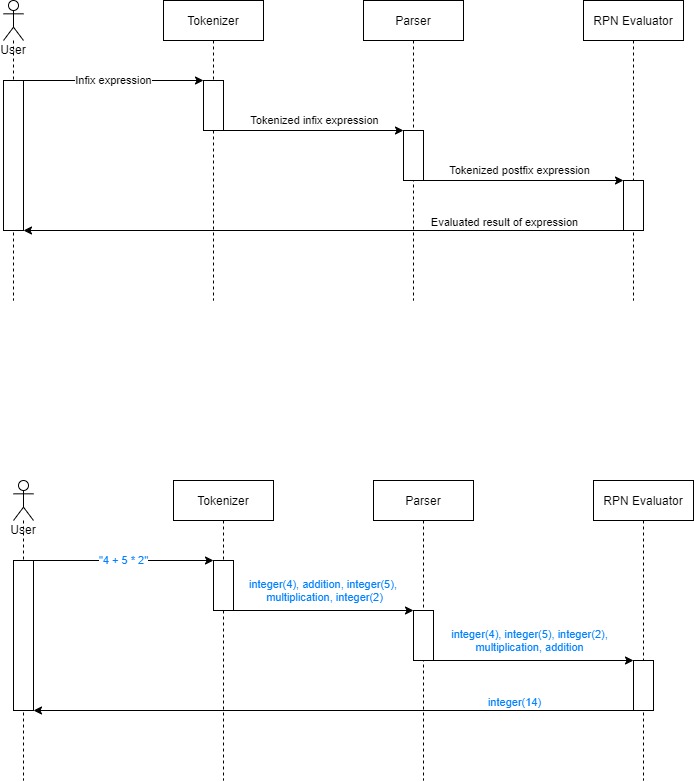 Tokenizer
Parser
RPN Evaluator
User
Infix expression
Tokenized infix expression
Tokenized postfix expression
Evaluated result of expression
Tokenizer
Parser
RPN Evaluator
User
"4 + 5 * 2"
integer(4), addition, integer(5),
multiplication, integer(2)
integer(4), integer(5), integer(2),
multiplication, addition
integer(14)